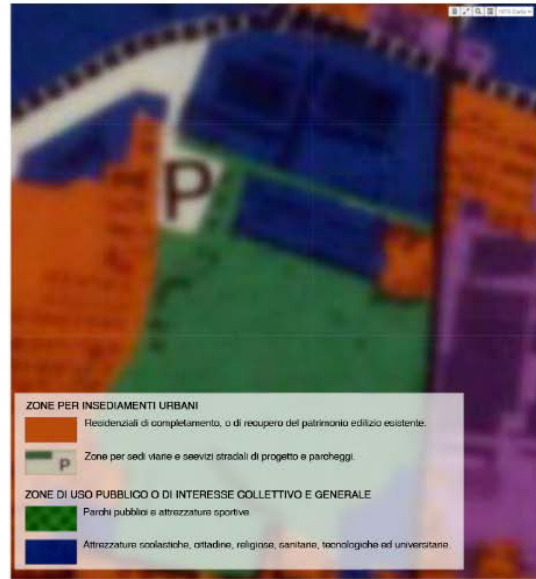 P
ZONE PER INSEDIAMENTI URBANI
Residenziali di completamento, o di recupero del patrimonio edilizio esistente.
P
Zone per sedi viarie e seevizi stradali di progetto e parcheggi.
ZONE DI USO PUBBLICO O DI INTERESSE COLLETTIVO E GENERALE
Parchi pubblici e attrezzature sportive
Attrezzature scolastiche, cittadine, religiose, sanitarie, tecnologiche ed universitarie.